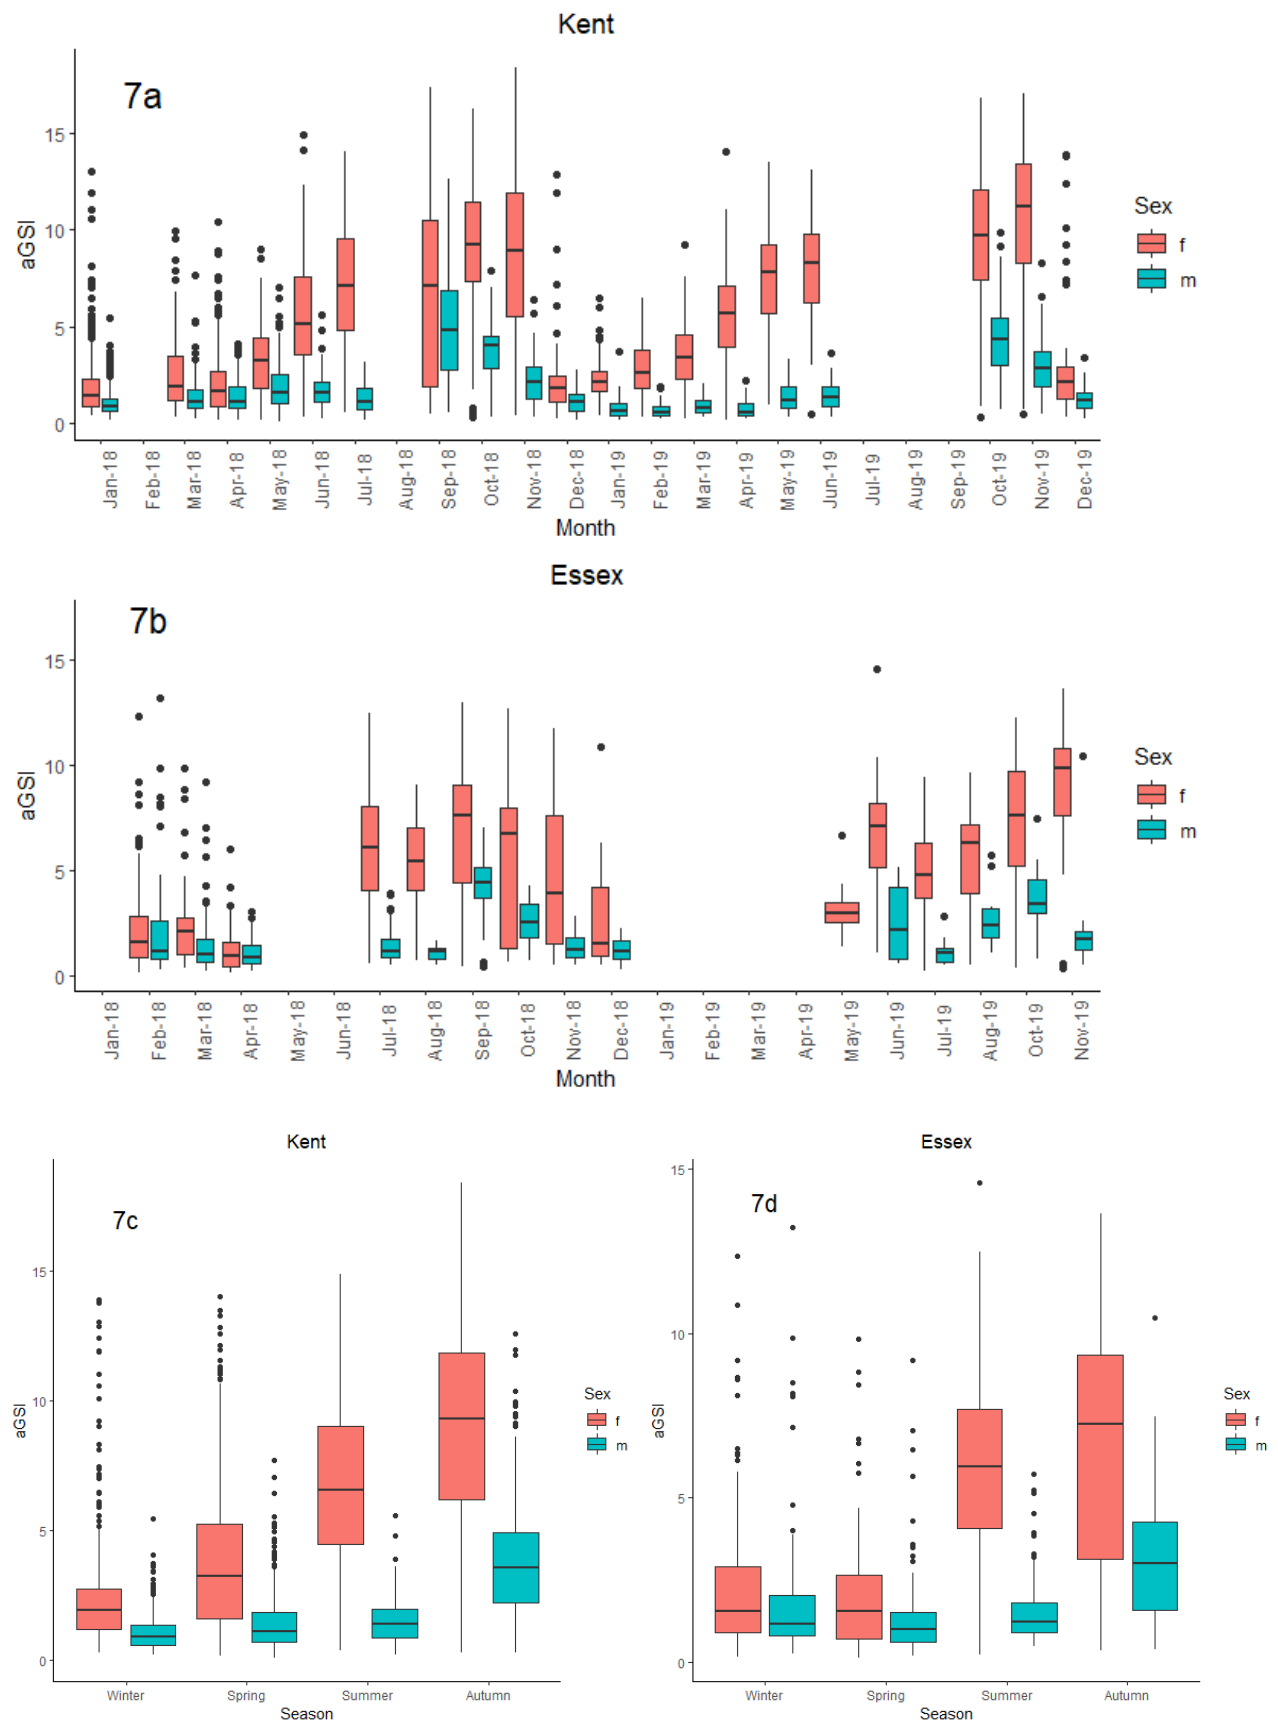 Kent
7a
15
10
5
0
aGSI
Jan-18
Feb-18
Mar-18
Apr-18
May-18
Jun-18
Jul-18
Aug-18
Sep-18
Oct-18
Nov-18
Dec-18
Jan-19
Feb-19
Mar-19
Apr-19
May-19
Jun-19
Jul-19
Aug-19
Sep-19
Oct-19
Nov-19
Dec-19
Month
Sex
f
m
Essex
7b
15
10
5
0
aGSI
Jan-18
Feb-18
Mar-18
Apr-18
May-18
Jun-18
Jul-18
Aug-18
Sep-18
Oct-18
Nov-18
Dec-18
Jan-19
Feb-19
Mar-19
Apr-19
May-19
Jun-19
Jul-19
Aug-19
Oct-19
Nov-19
Month
Sex
f
m
Kent
7c
15
10
5
0
aGSI
Winter
Spring
Summer
Autumn
Season
Sex
f
m
Essex
7d
15
10
5
0
aGSI
Winter
Spring
Summer
Autumn
Season
Sex
f
m